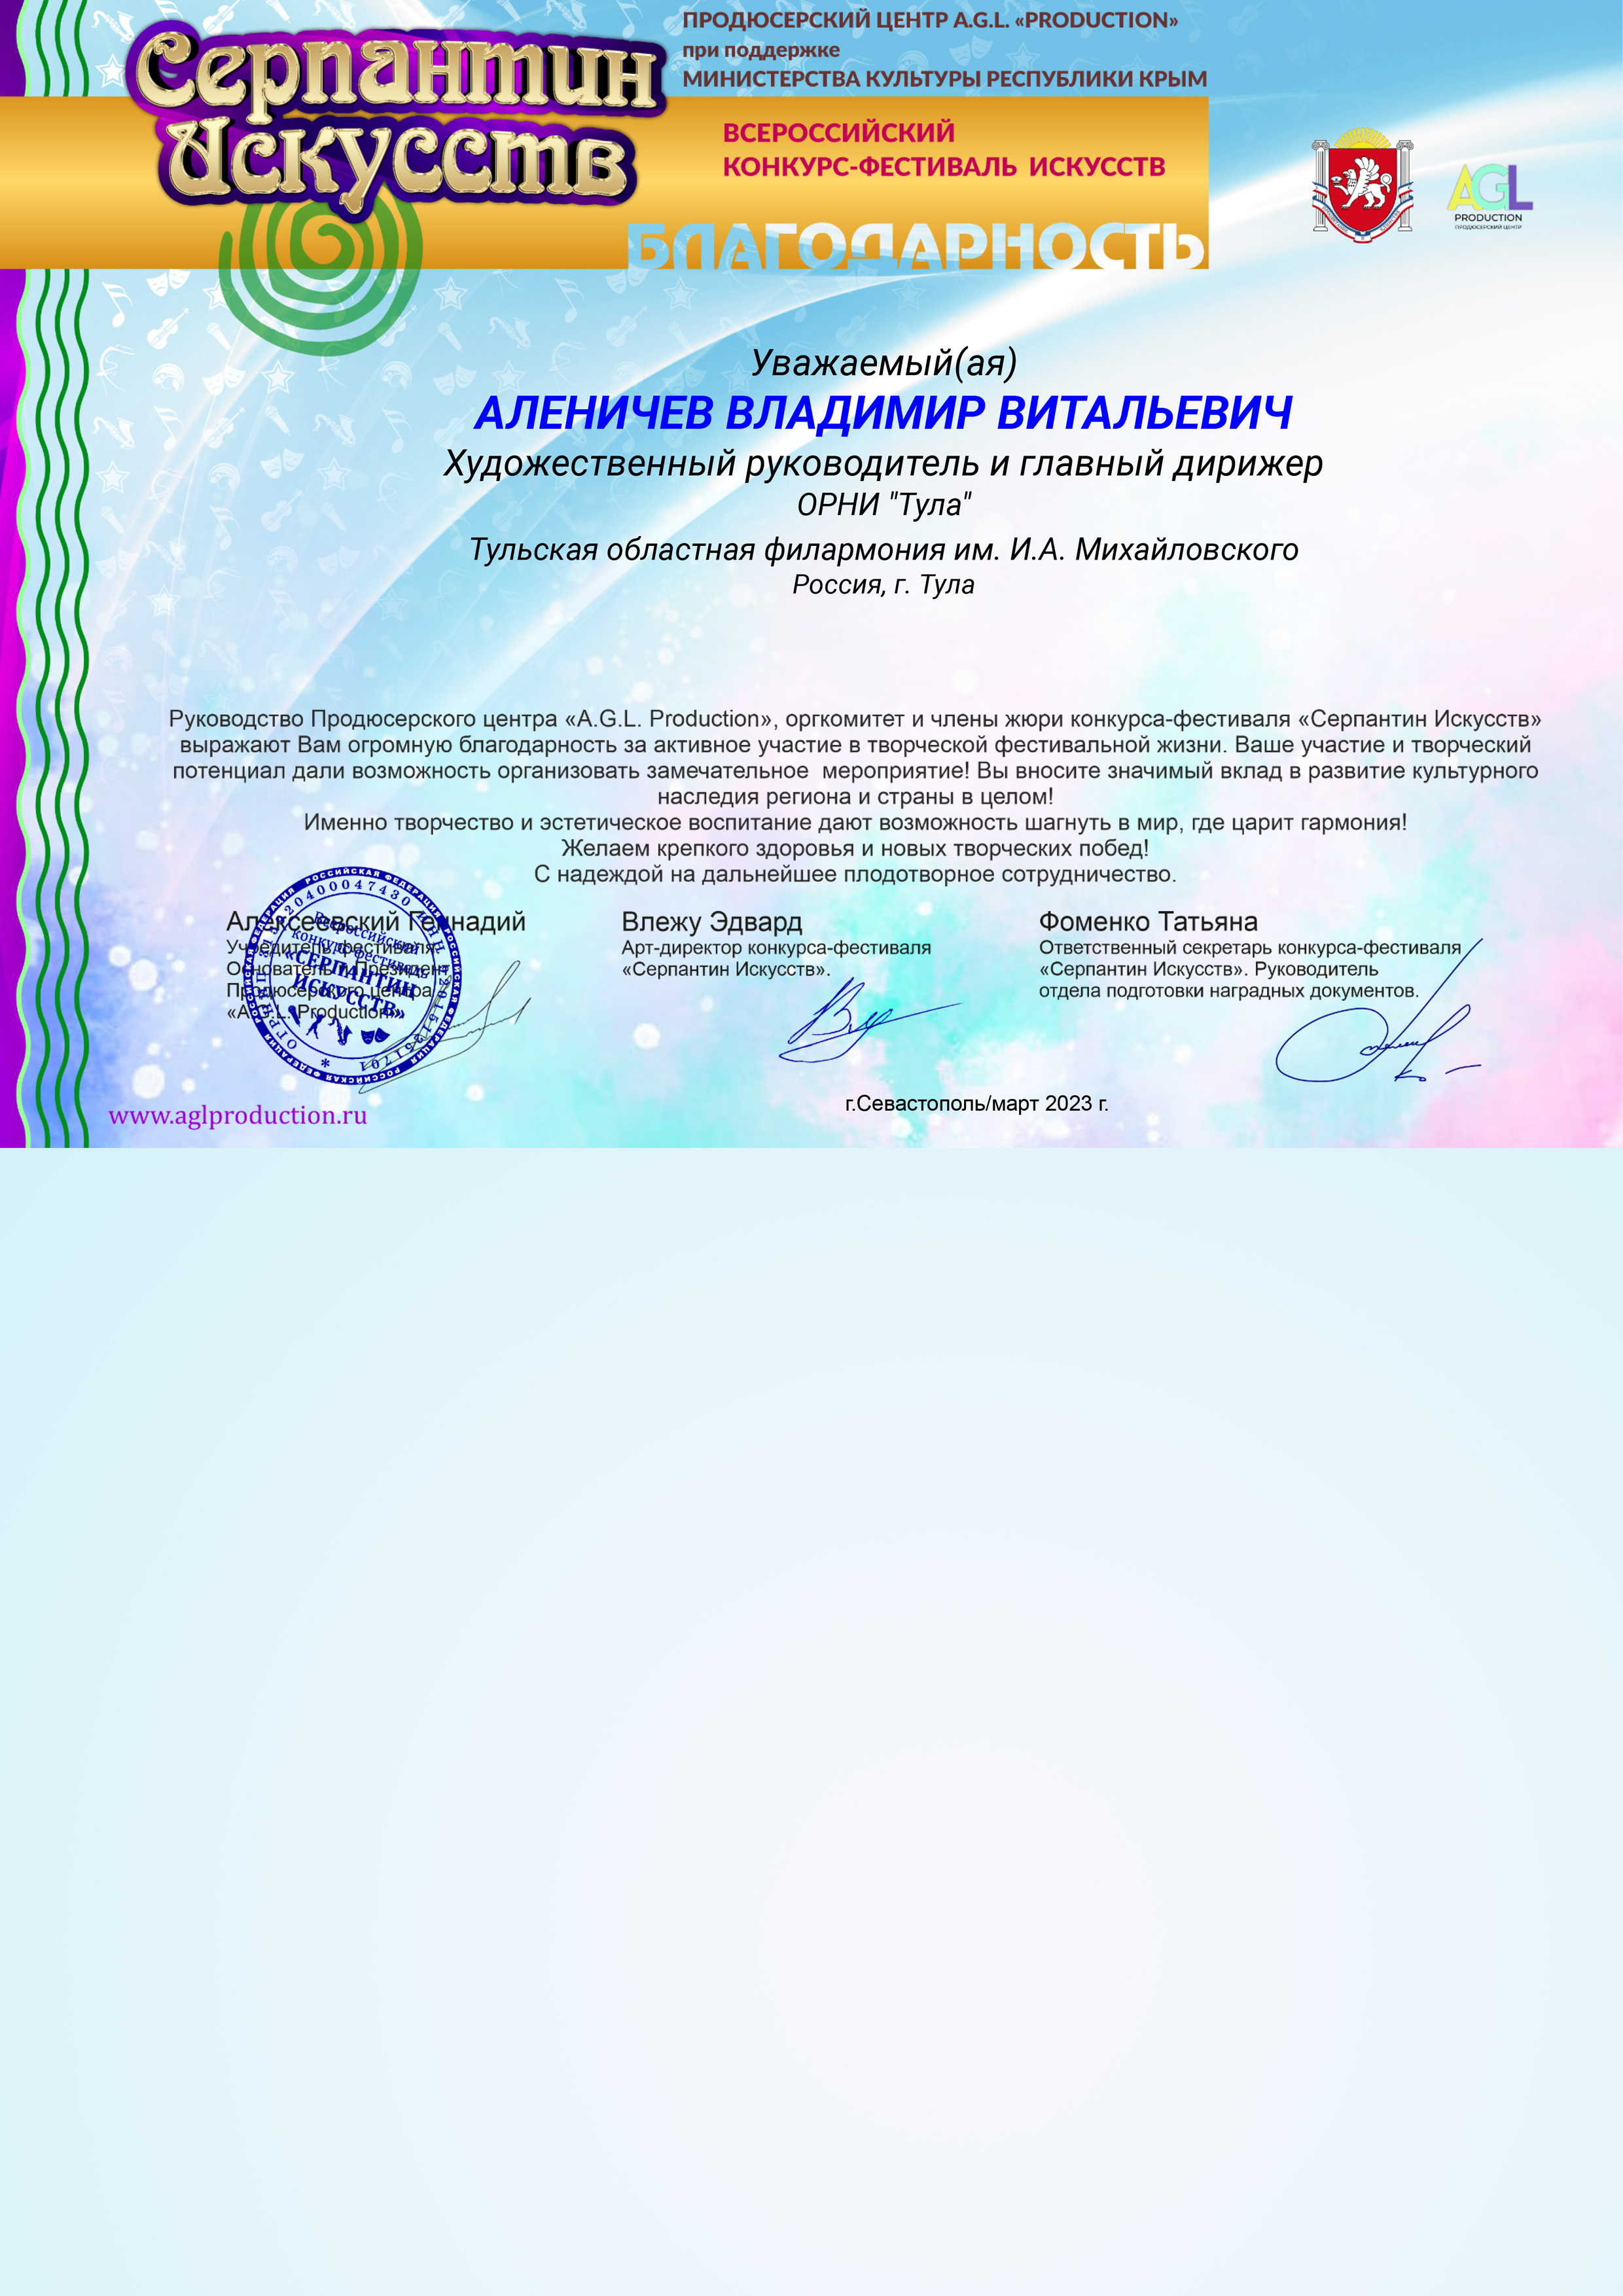 Серпантин
Искусств
ПРОДЮСЕРСКИЙ ЦЕНТР A.G.L. «PRODUCTION»
при поддержке
МИНИСТЕРСТВА КУЛЬТУРЫ РЕСПУБЛИКИ КРЫМ
ВСЕРОССИЙСКИЙ
КОНКУРС-ФЕСТИВАЛЬ ИСКУССТВ
БЛАГОДАРНОСТЬ
AGL
PRODUCTION
ПРОДЮСЕРСКИЙ ЦЕНТР
Уважаемый(ая)
АЛЕНИЧЕВ ВЛАДИМИР ВИТАЛЬЕВИЧ
Художественный руководитель и главный дирижер
ОРНИ "Тула"
Тульская областная филармония им. И.А. Михайловского
Россия, г. Тула
Руководство Продюсерского центра «A.G.L. Production», оргкомитет и члены жюри конкурса-фестиваля «Серпантин Искусств»
выражают Вам огромную благодарность за активное участие в творческой фестивальной жизни. Ваше участие и творческий
потенциал дали возможность организовать замечательное мероприятие! Вы вносите значимый вклад в развитие культурного
наследия региона и страны в целом!
Именно творчество и эстетическое воспитание дают возможность шагнуть в мир, где царит гармония!
Желаем крепкого здоровья и новых творческих побед!
С надеждой на дальнейшее плодотворное сотрудничество.
Алексеевский Геннадий
Учредитель фестиваля
Основатель и Президент
Продюсерского центра
«A.G.L. Production»
РОССИЙСКАЯ ФЕДЕРАЦИЯ
Всероссийский
конкурс-фестиваль
«СЕРПАНТИН
ИСКУССТВ»
Влежу Эдвард
Арт-директор конкурса-фестиваля
«Серпантин Искусств».
Фоменко Татьяна
Ответственный секретарь конкурса-фестиваля
«Серпантин Искусств». Руководитель
отдела подготовки наградных документов.
www.aglproduction.ru
г.Севастополь/март 2023 г.